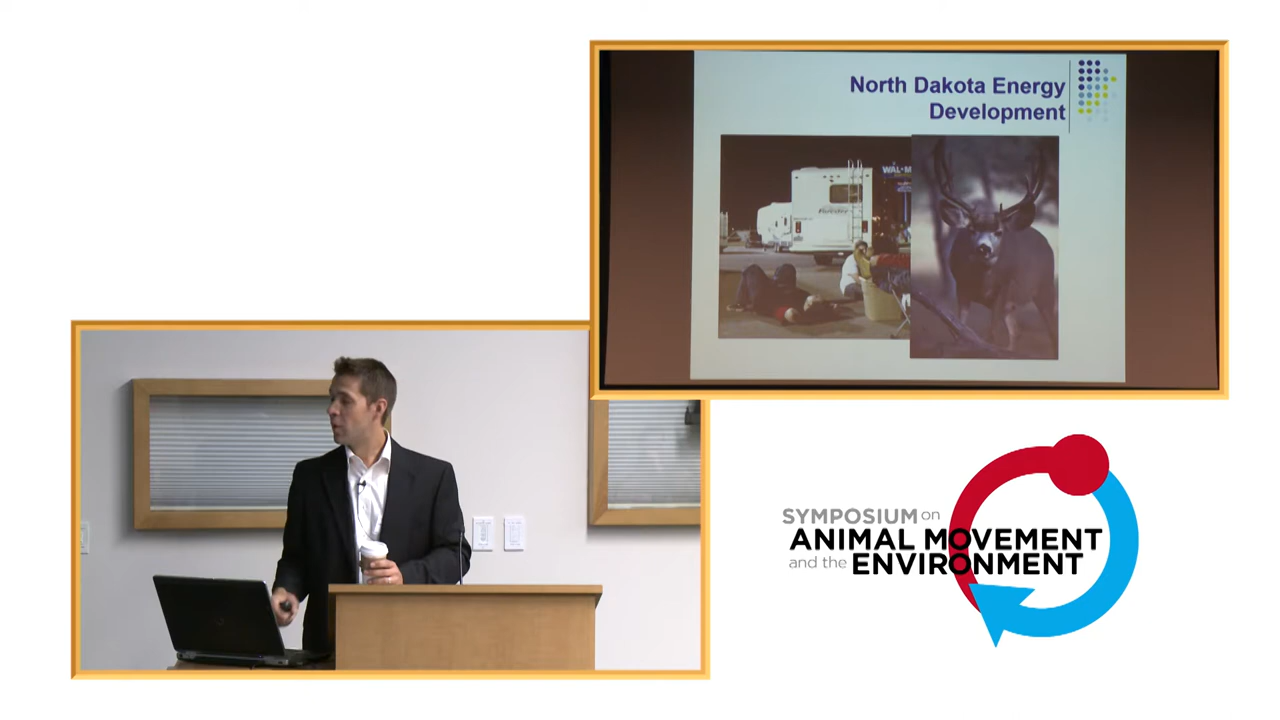 North Dakota Energy
Development
WAL-M
SYMPOSIUM on
ANIMAL MOVEMENT
and the ENVIRONMENT